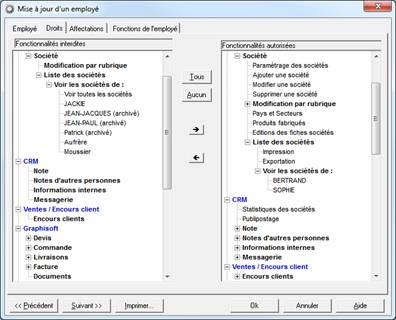 Mise à jour d'un employé
Employé
Droits
Affectations
Fonctions de l'employé
Fonctionnalités interdites
Société
Modification par rubrique
Liste des sociétés
Voir les sociétés de :
Voir toutes les sociétés
JACKIE
JEAN-JACQUES (archivé)
JEAN-PAUL (archivé)
Patrick (archivé)
Aufrère
Moussier
CRM
Note
Notes d'autres personnes
Informations internes
Messagerie
Ventes / Encours client
Encours clients
Graphisoft
Devis
Commande
Livraisons
Facture
Documents
Tous
Aucun
Fonctionnalités autorisées
Société
Paramétrage des sociétés
Ajouter une société
Modifier une société
Supprimer une société
Modification par rubrique
Pays et Secteurs
Produits fabriqués
Editions des fiches sociétés
Liste des sociétés
Impression
Exportation
Voir les sociétés de :
BERTRAND
SOPHIE
CRM
Statistiques des sociétés
Publipostage
Note
Notes d'autres personnes
Informations internes
Messagerie
Ventes / Encours client
Encours clients
<< Précédent
Suivant >>
Imprimer...
Ok
Annuler
Aide